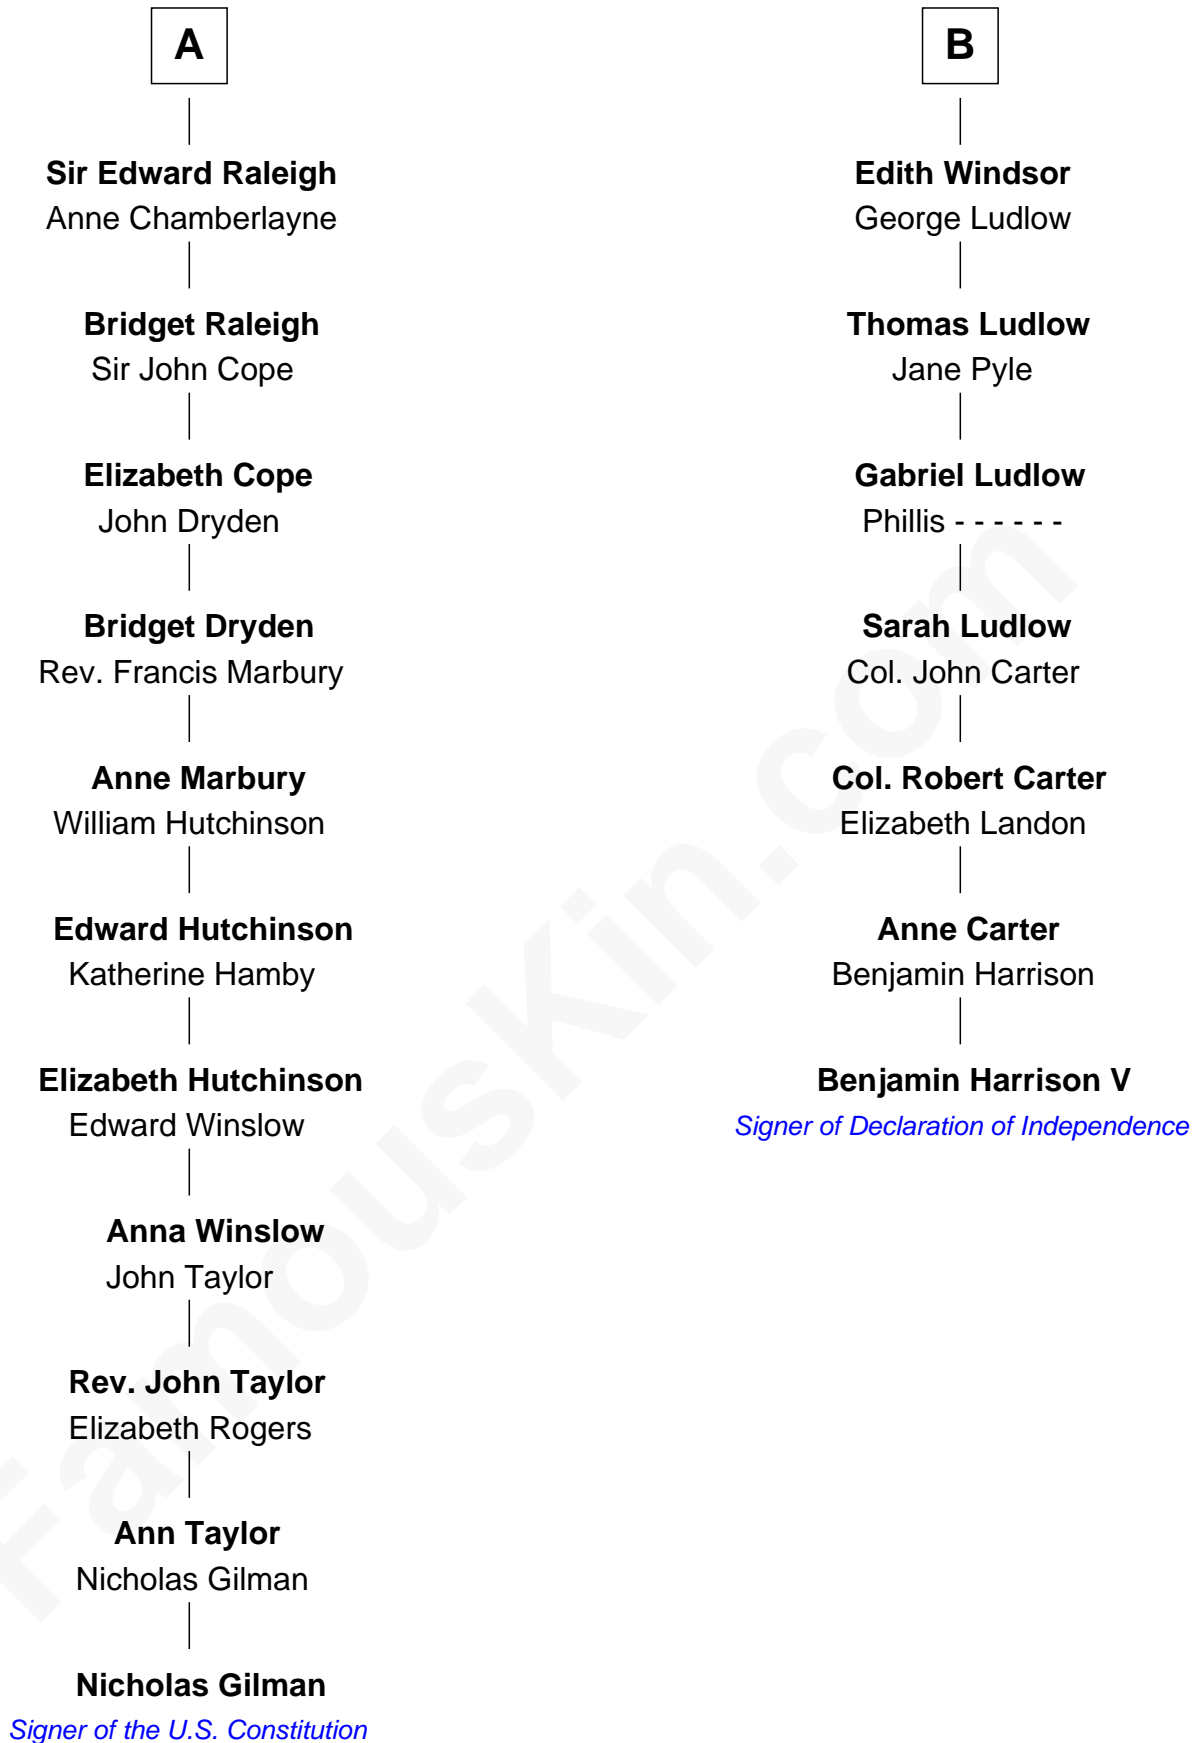 A
Sir Edward Raleigh
Anne Chamberlayne
Bridget Raleigh
Sir John Cope
Elizabeth Cope
John Dryden
Bridget Dryden
Rev. Francis Marbury
Anne Marbury
William Hutchinson
Edward Hutchinson
Katherine Hamby
Elizabeth Hutchinson
Edward Winslow
Anna Winslow
John Taylor
Rev. John Taylor
Elizabeth Rogers
Ann Taylor
Nicholas Gilman
Nicholas Gilman
Signer of the U.S. Constitution
B
Edith Windsor
George Ludlow
Thomas Ludlow
Jane Pyle
Gabriel Ludlow
Phillis - - - - - -
Sarah Ludlow
Col. John Carter
Col. Robert Carter
Elizabeth Landon
Anne Carter
Benjamin Harrison
Benjamin Harrison V
Signer of Declaration of Independence
FamousKin.com